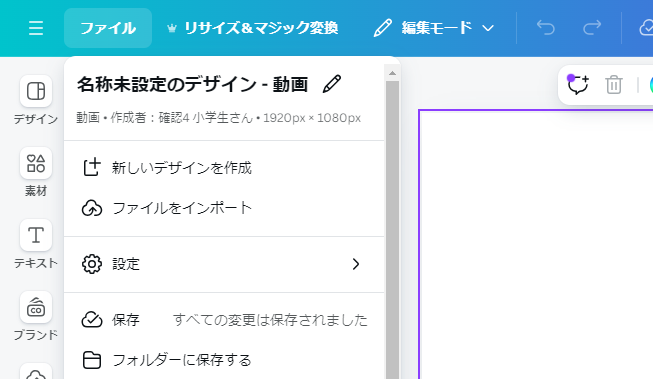 ファイル
リサイズ＆マジック変換
編集モード
デザイン
素材
テキスト
CO
ブランド
名称未設定のデザイン - 動画
動画 • 作成者：確認4 小学生さん • 1920px × 1080px
新しいデザインを作成
ファイルをインポート
設定
保存 すべての変更は保存されました
フォルダーに保存する